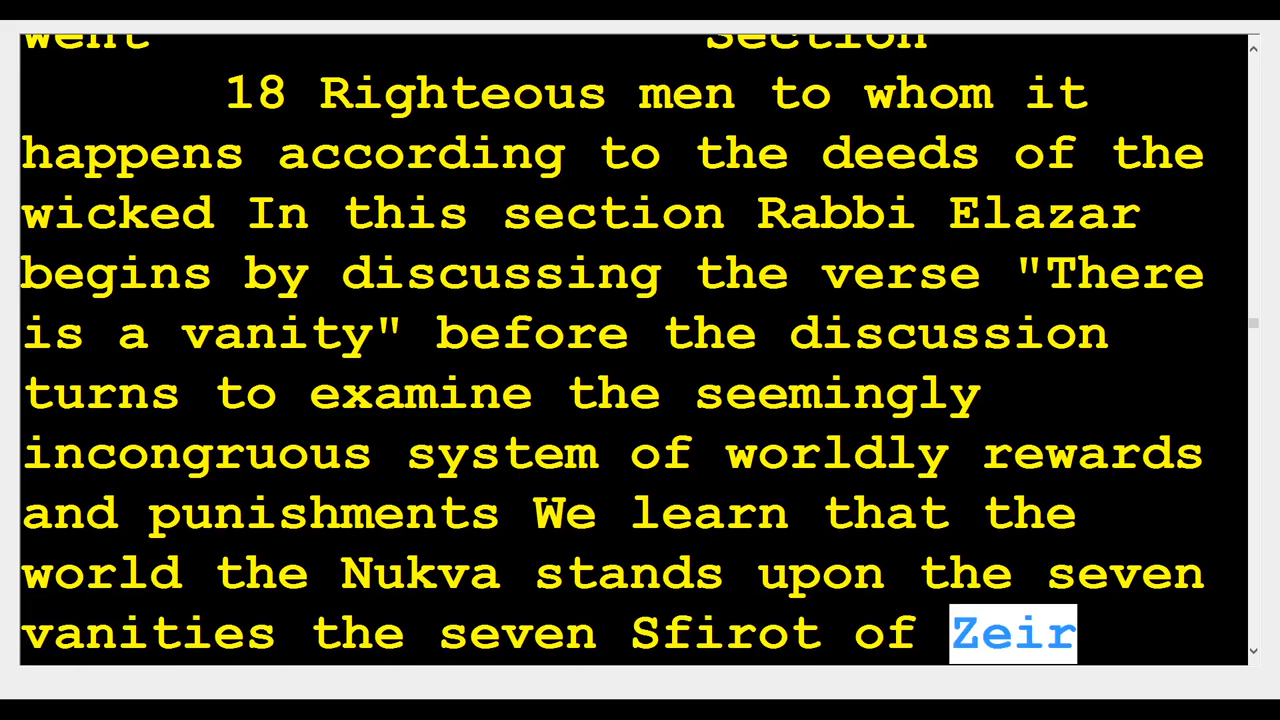 went Section
18 Righteous men to whom it
happens according to the deeds of the
wicked In this section Rabbi Elazar
begins by discussing the verse "There
is a vanity" before the discussion
turns to examine the seemingly
incongruous system of worldly rewards
and punishments We learn that the
world the Nukva stands upon the seven
vanities the seven Sfirot of Zeir